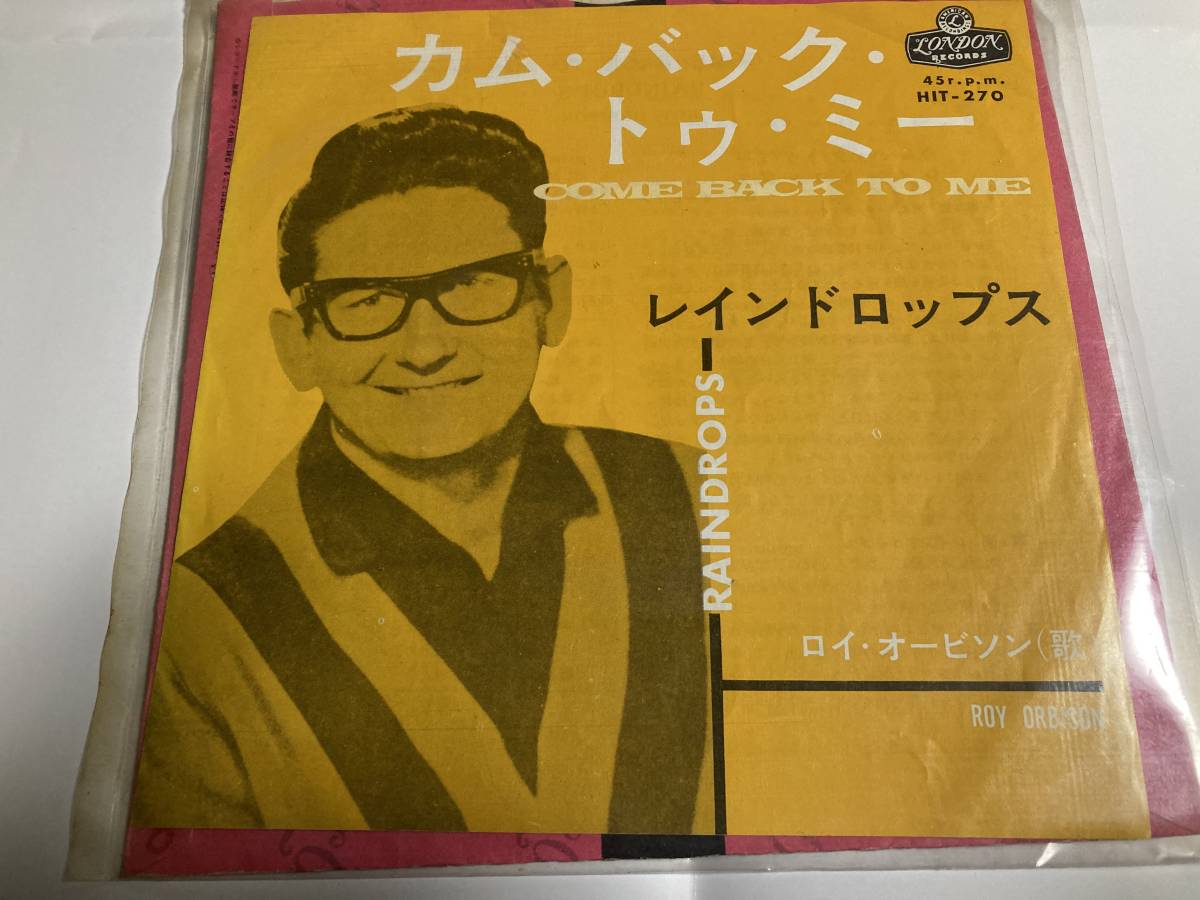 カム・バック・
トゥ・ミー
COME BACK TO ME
LONDON
RECORDS
45 r.p.m.
HIT-270
レインドロップス
RAINDROPS
ロイ・オービソン(歌)
ROY ORBISON